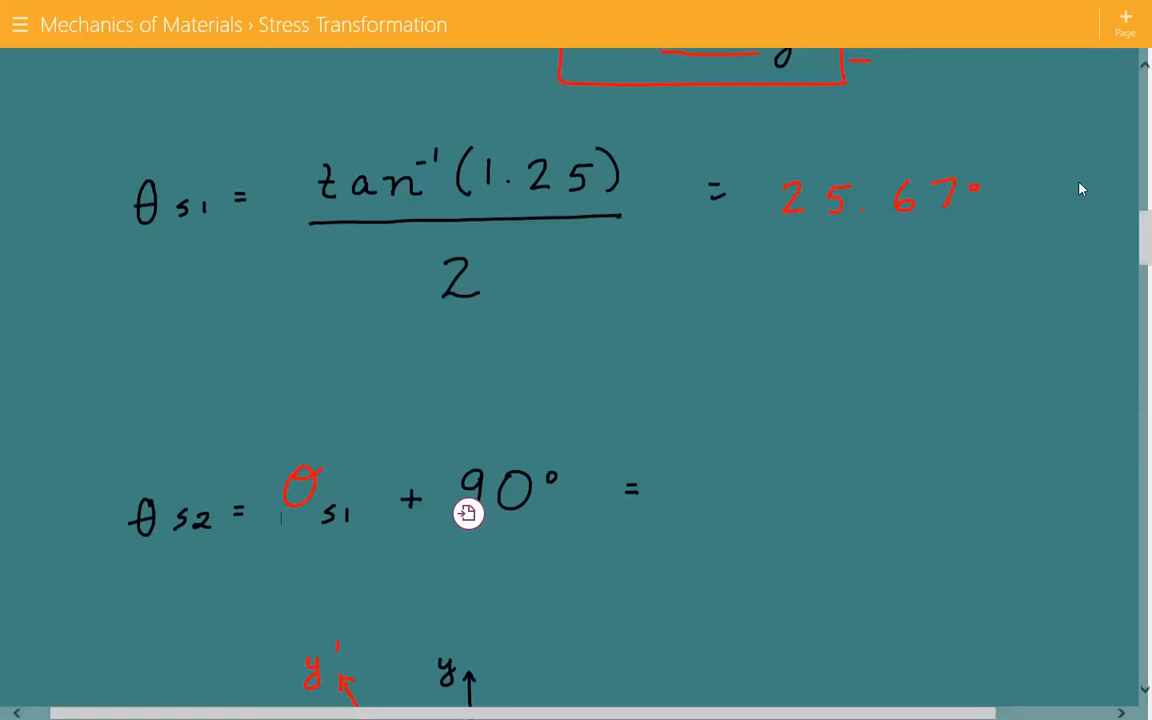 Mechanics of Materials › Stress Transformation
Page
y
θs1 = tan⁻¹(1.25) / 2 = 25.67°
θs2 = θs1 + 90° =
y'
y